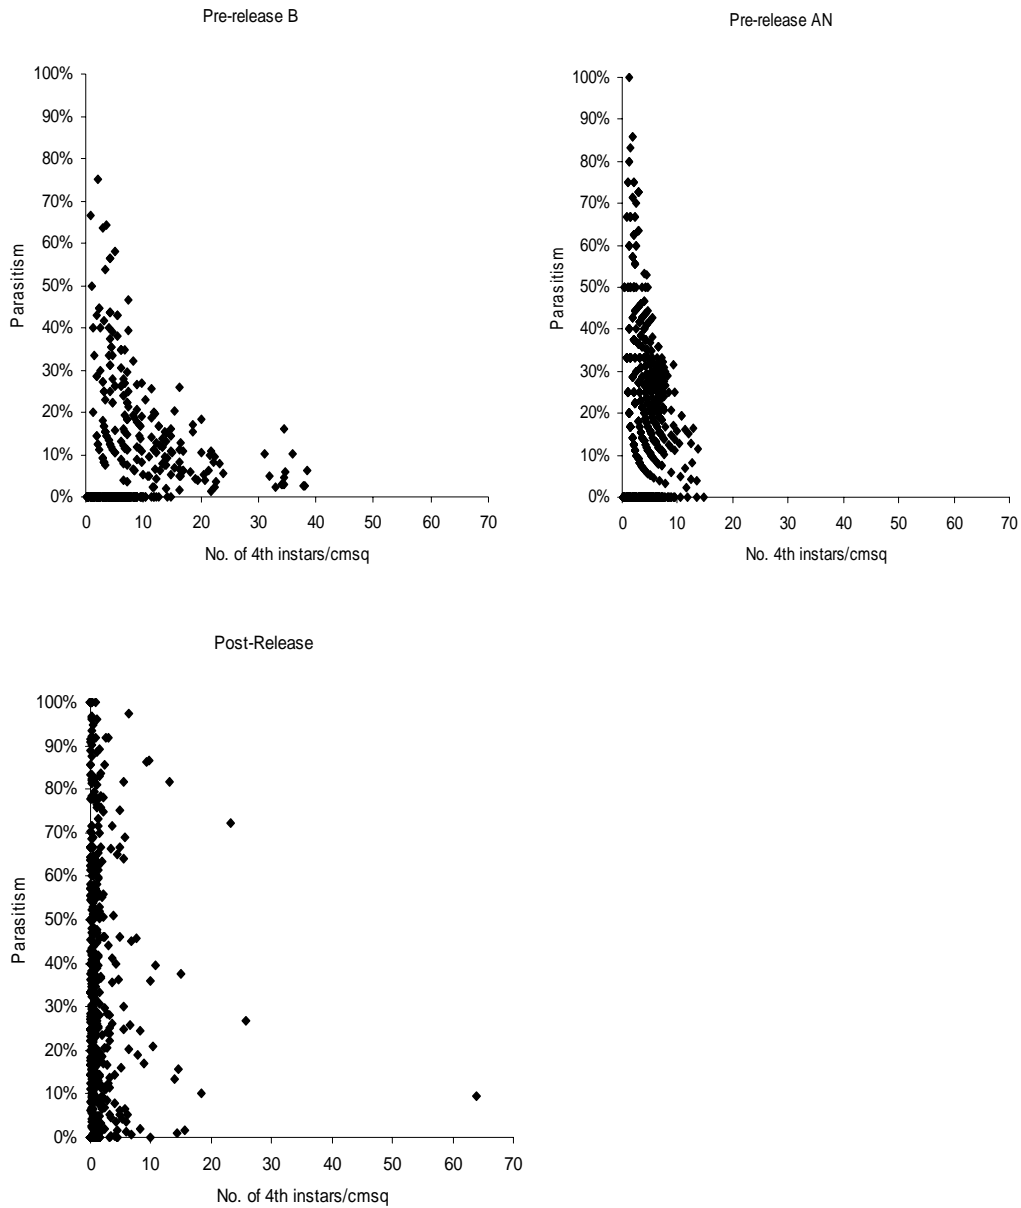 Pre-release B
100%
90%
80%
70%
60%
50%
40%
30%
20%
10%
0%
Parasitism
0 10 20 30 40 50 60 70
No. of 4th instars/cmsq
Pre-release AN
100%
90%
80%
70%
60%
50%
40%
30%
20%
10%
0%
Parasitism
0 10 20 30 40 50 60 70
No. 4th instars/cmsq
Post-Release
100%
90%
80%
70%
60%
50%
40%
30%
20%
10%
0%
Parasitism
0 10 20 30 40 50 60 70
No. of 4th instars/cmsq